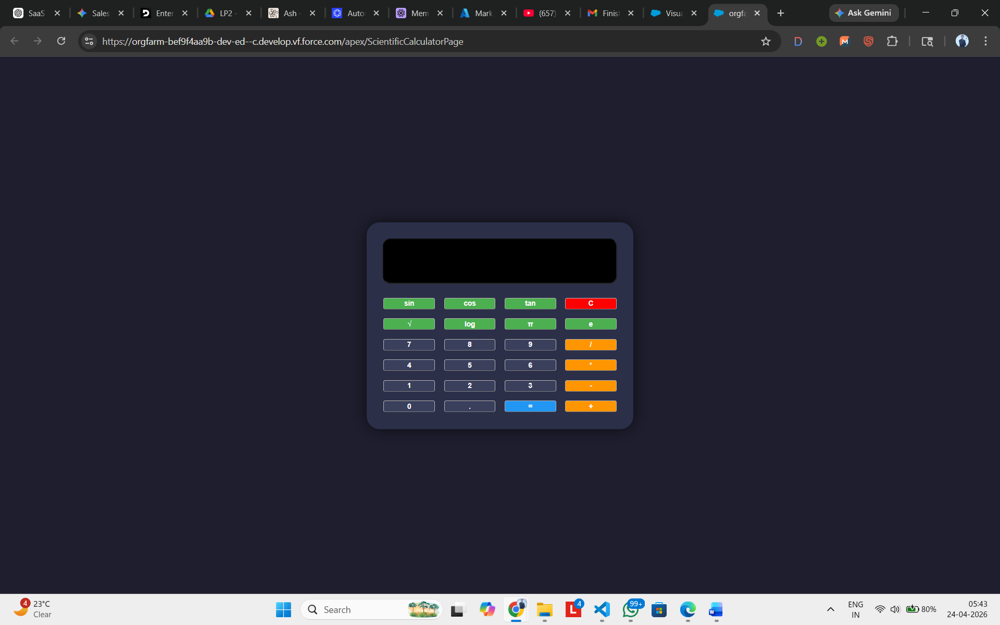 SaaS Sales Enter LP2 - Ash - Auto Mem Mark (657) Finis Visua orgfa Ask Gemini
https://orgfarm-bef9f4aa9b-dev-ed--c.develop.vf.force.com/apex/ScientificCalculatorPage
sin cos tan C
√ log π e
7 8 9 /
4 5 6 *
1 2 3 -
0 . = +
4 23°C
Clear
Search
4
99+
ENG
IN
80%
05:43
24-04-2026